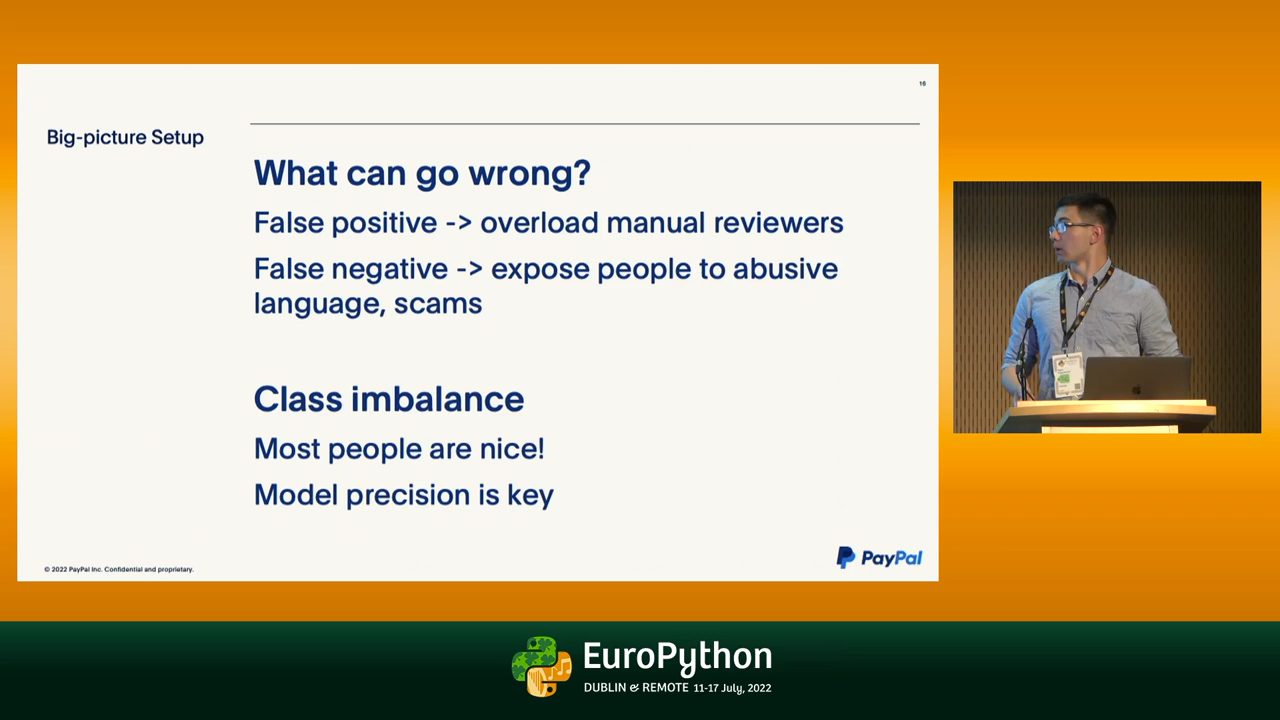 16
Big-picture Setup
What can go wrong?
False positive -> overload manual reviewers
False negative -> expose people to abusive
language, scams
Class imbalance
Most people are nice!
Model precision is key
© 2022 PayPal Inc. Confidential and proprietary.
PayPal
EuroPython
DUBLIN & REMOTE 11-17 July, 2022